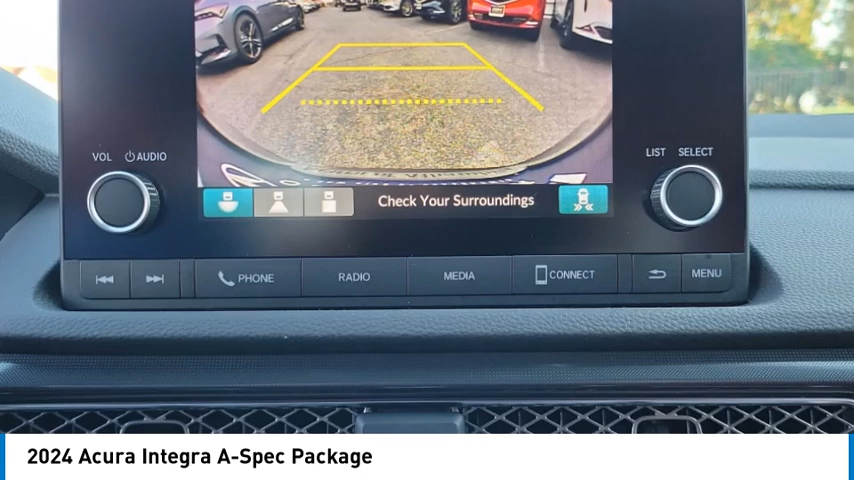 VOL AUDIO
LIST SELECT
Check Your Surroundings
PHONE RADIO MEDIA CONNECT MENU
2024 Acura Integra A-Spec Package